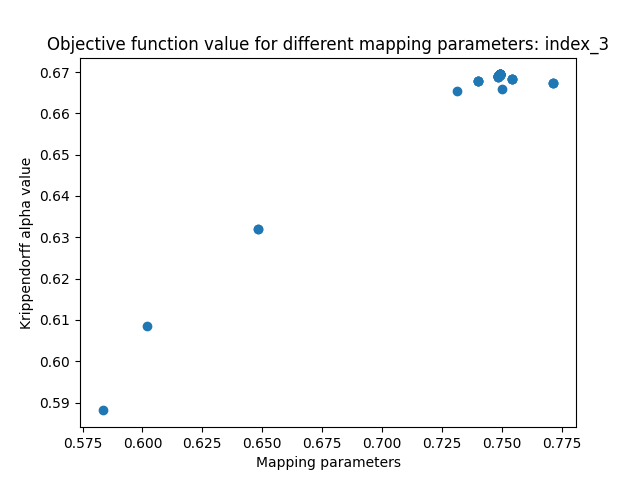 Objective function value for different mapping parameters: index_3
Krippendorff alpha value
0.67
0.66
0.65
0.64
0.63
0.62
0.61
0.60
0.59
0.575 0.600 0.625 0.650 0.675 0.700 0.725 0.750 0.775
Mapping parameters